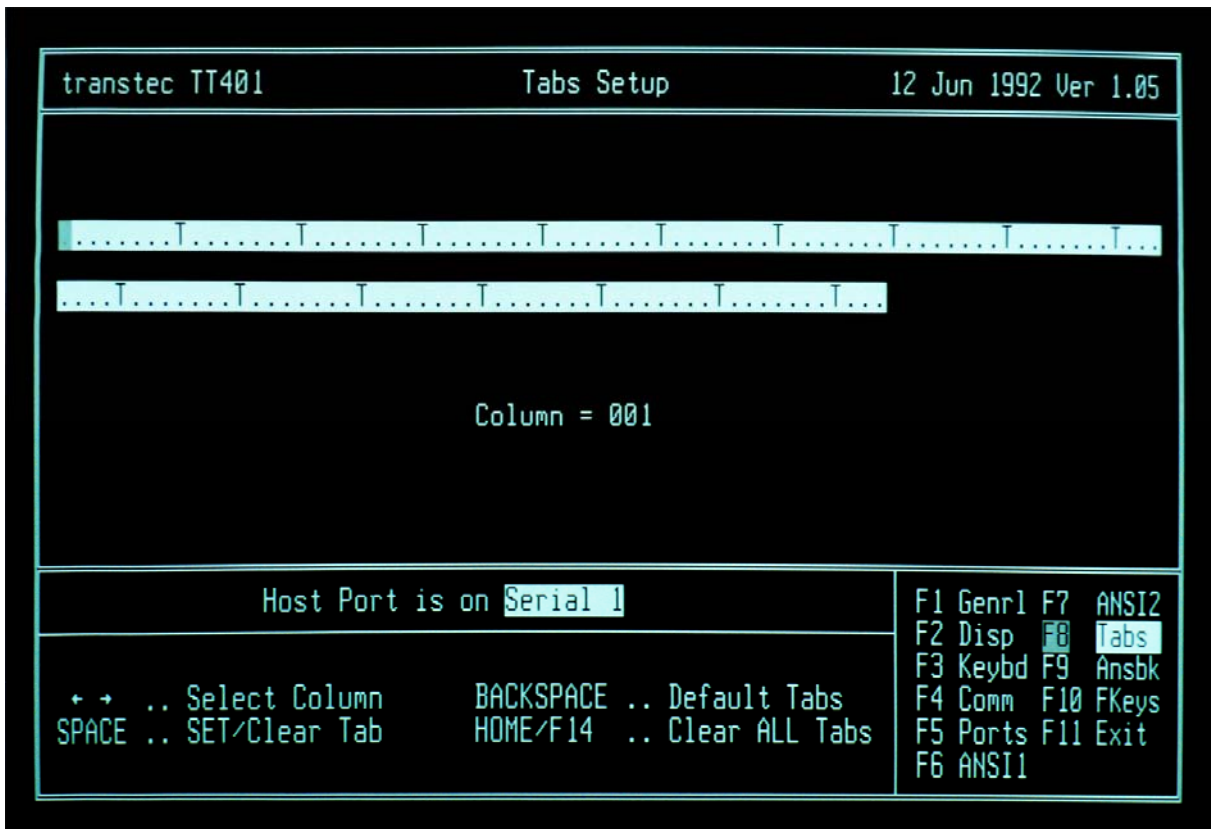 transtec TT401 Tabs Setup 12 Jun 1992 Ver 1.05
........T.......T.......T.......T.......T.......T.......T.......T.......T...
....T.......T.......T.......T.......T.......T.......T...
Column = 001
Host Port is on Serial 1
← → .. Select Column BACKSPACE .. Default Tabs
SPACE .. SET/Clear Tab HOME/F14 .. Clear ALL Tabs
F1 Genrl F7 ANSI2
F2 Disp F8 Tabs
F3 Keybd F9 Ansbk
F4 Comm F10 FKeys
F5 Ports F11 Exit
F6 ANSI1